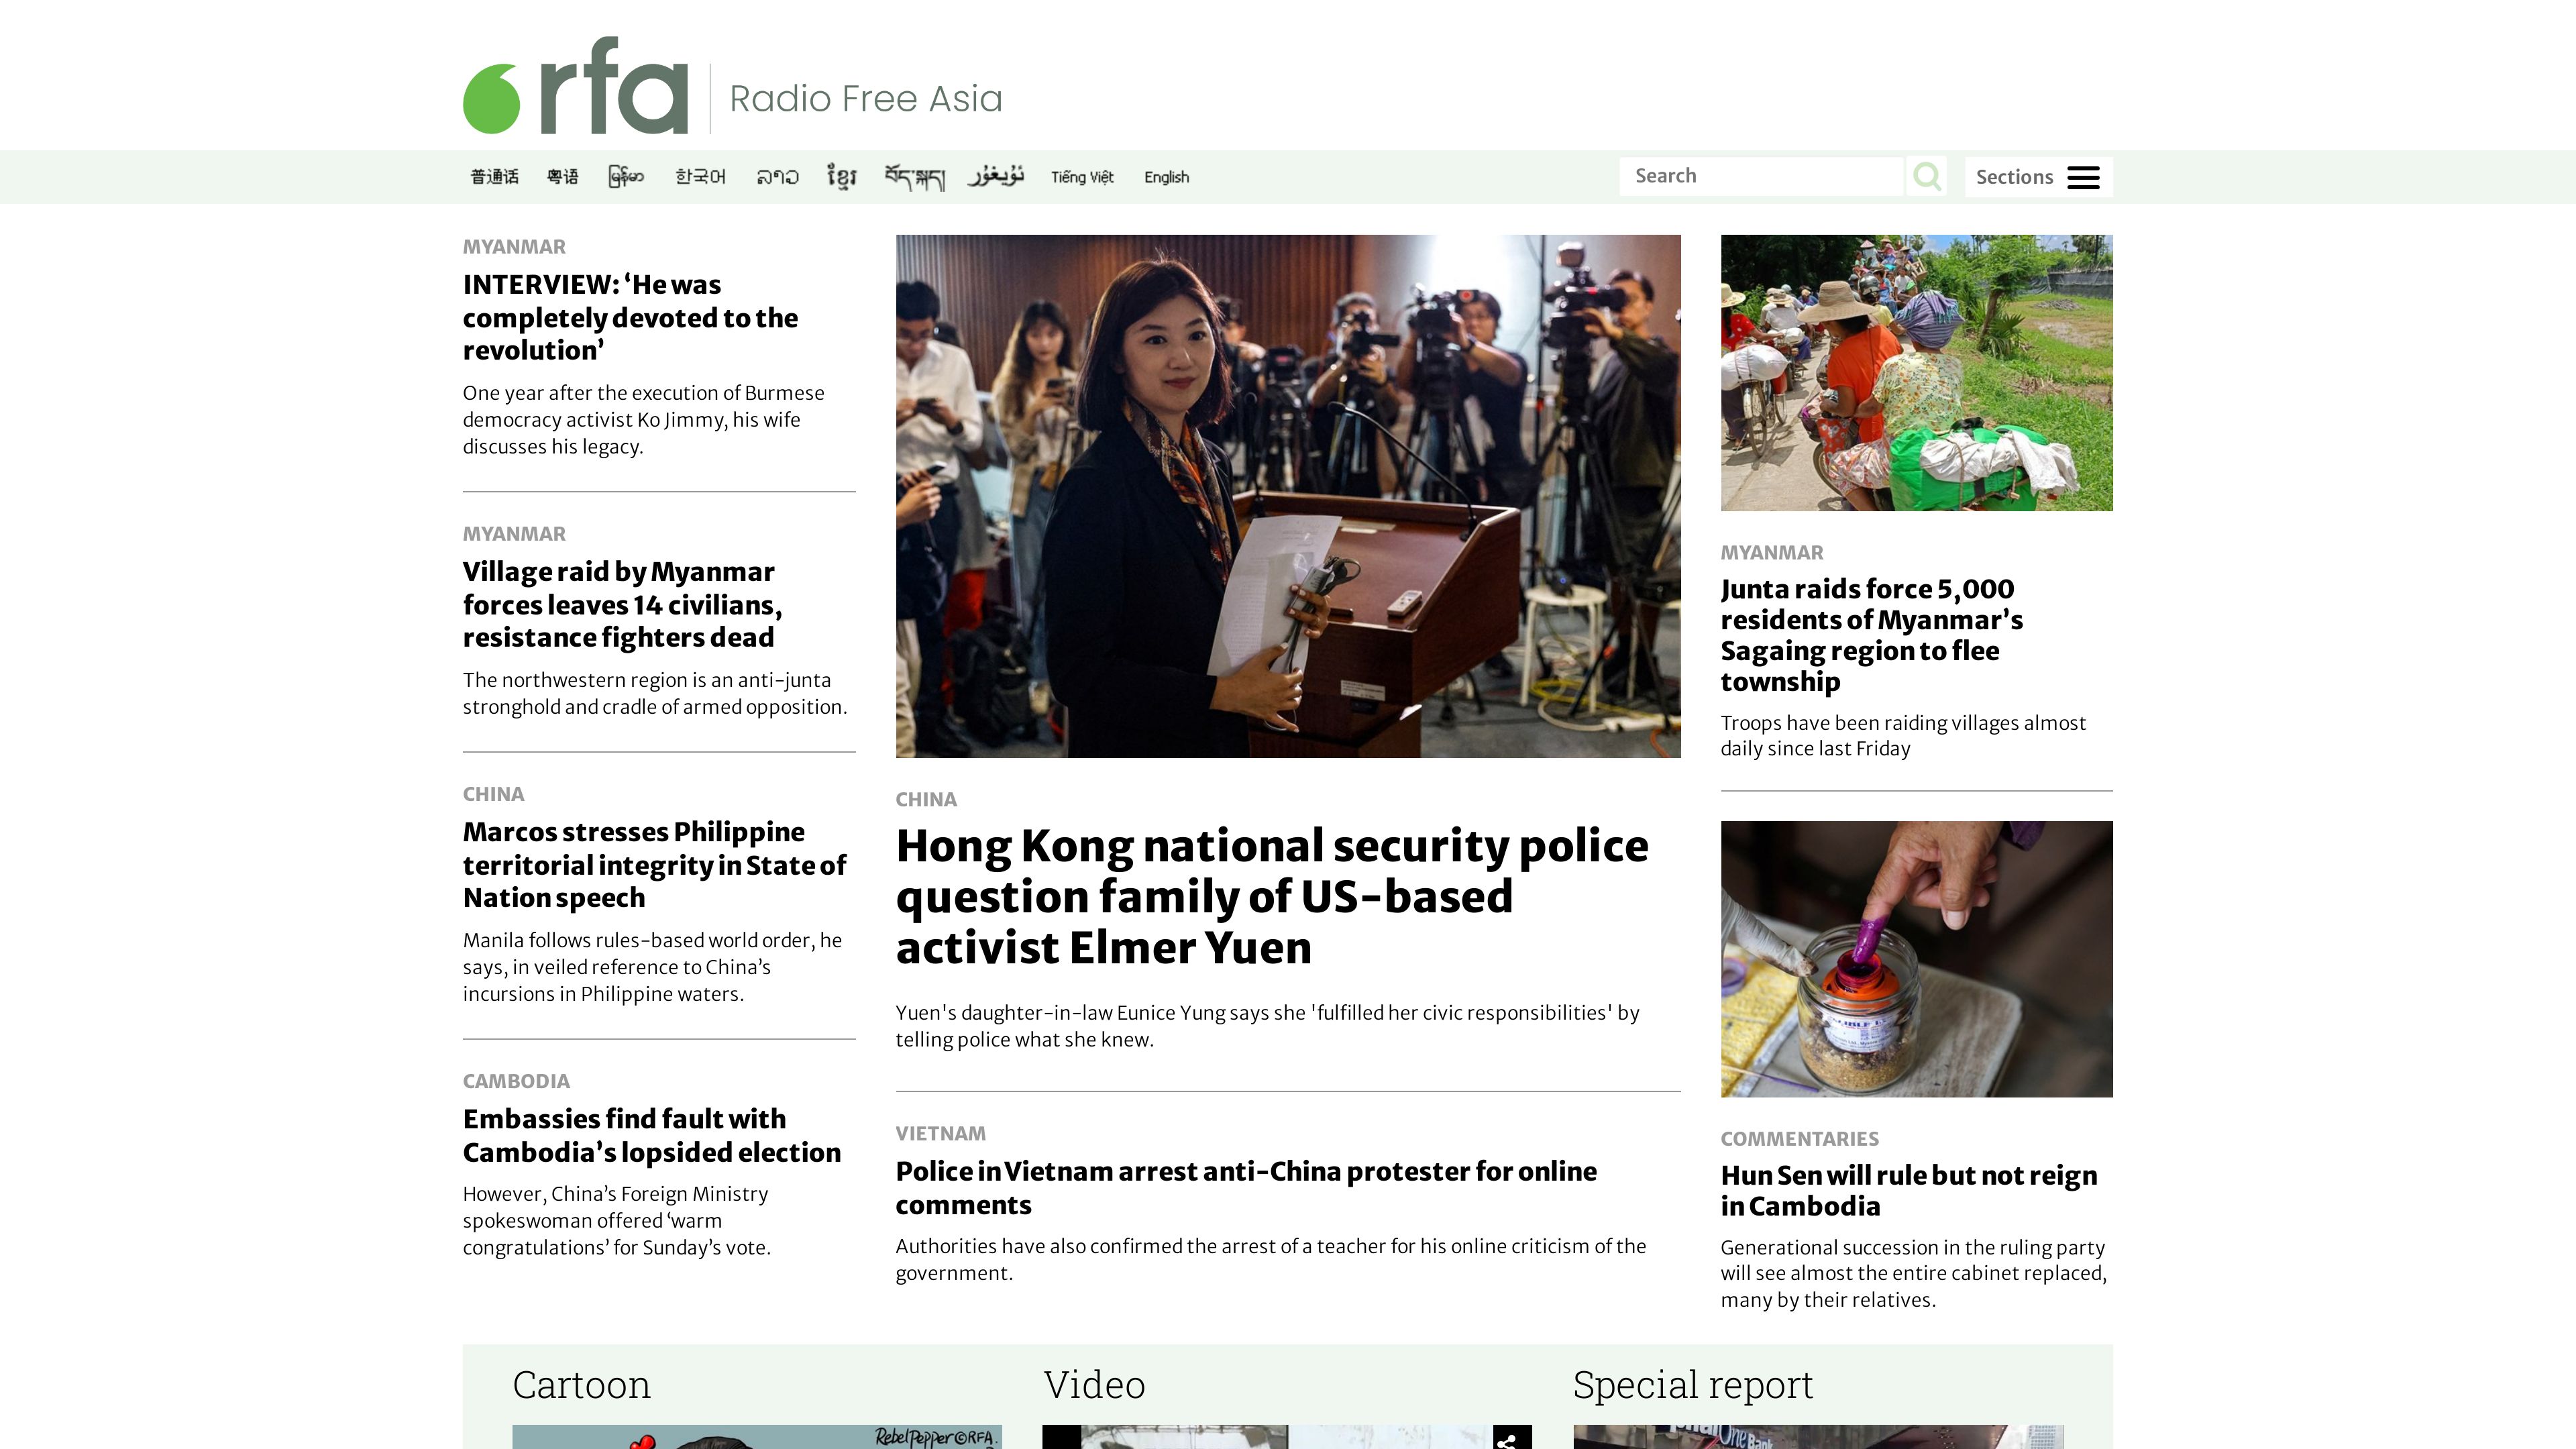 rfa
Radio Free Asia
普通话 粤语 မြန်မာ 한국어 ລາວ ខ្មែរ བོད་སྐད། ئۇيغۇر Tiếng Việt English
Search
Sections
MYANMAR
INTERVIEW: ‘He was
completely devoted to the
revolution’
One year after the execution of Burmese
democracy activist Ko Jimmy, his wife
discusses his legacy.
MYANMAR
Village raid by Myanmar
forces leaves 14 civilians,
resistance fighters dead
The northwestern region is an anti-junta
stronghold and cradle of armed opposition.
CHINA
Marcos stresses Philippine
territorial integrity in State of
Nation speech
Manila follows rules-based world order, he
says, in veiled reference to China’s
incursions in Philippine waters.
CAMBODIA
Embassies find fault with
Cambodia’s lopsided election
However, China’s Foreign Ministry
spokeswoman offered ‘warm
congratulations’ for Sunday’s vote.
CHINA
Hong Kong national security police
question family of US-based
activist Elmer Yuen
Yuen's daughter-in-law Eunice Yung says she 'fulfilled her civic responsibilities' by
telling police what she knew.
VIETNAM
Police in Vietnam arrest anti-China protester for online
comments
Authorities have also confirmed the arrest of a teacher for his online criticism of the
government.
MYANMAR
Junta raids force 5,000
residents of Myanmar’s
Sagaing region to flee
township
Troops have been raiding villages almost
daily since last Friday
COMMENTARIES
Hun Sen will rule but not reign
in Cambodia
Generational succession in the ruling party
will see almost the entire cabinet replaced,
many by their relatives.
Cartoon
RebelPepper©RFA.
Video
Special report
Bank